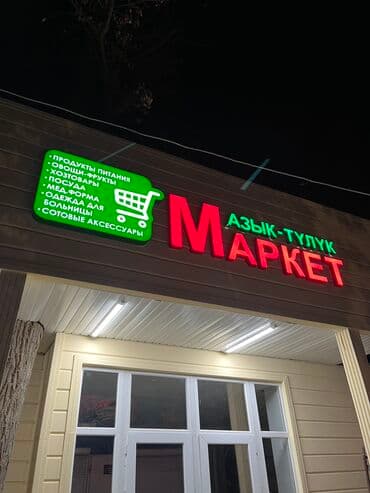 • ПРОДУКТЫ ПИТАНИЯ
• ОВОЩИ-ФРУКТЫ
• ХОЗТОВАРЫ
• ПОСУДА
• МЕД.ФОРМА
• ОДЕЖДА ДЛЯ
БОЛЬНИЦЫ
• СОТОВЫЕ АКСЕССУАРЫ
АЗЫК-ТҮЛҮК
МАРКЕТ